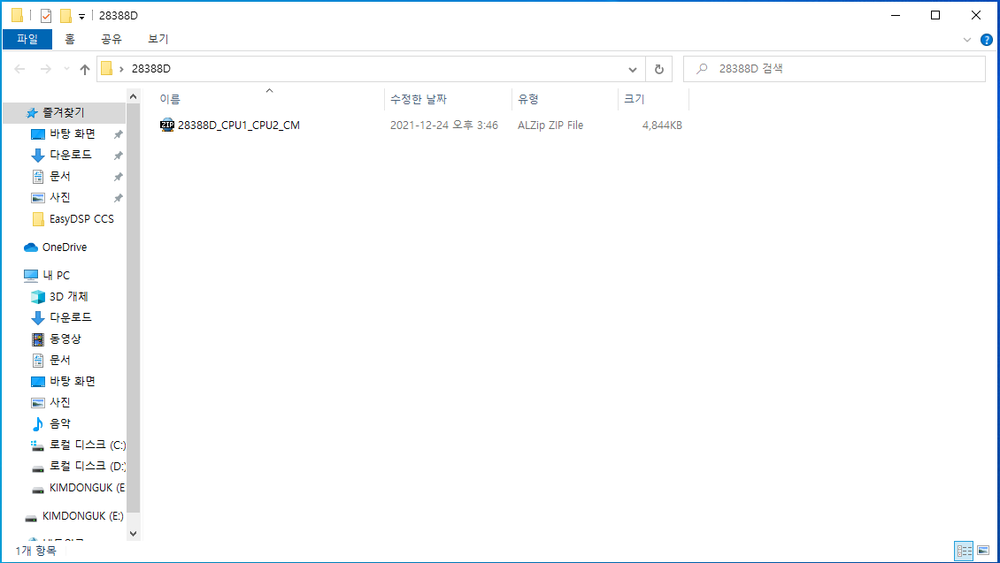 28388D
파일 홈 공유 보기
28388D
28388D 검색
이름 수정한 날짜 유형 크기
ZIP 28388D_CPU1_CPU2_CM 2021-12-24 오후 3:46 ALZip ZIP File 4,844KB
즐겨찾기
바탕 화면
다운로드
문서
사진
EasyDSP CCS
OneDrive
내 PC
3D 개체
다운로드
동영상
문서
바탕 화면
사진
음악
로컬 디스크 (C:)
로컬 디스크 (D:)
KIMDONGUK (E
KIMDONGUK (E:)
1개 항목